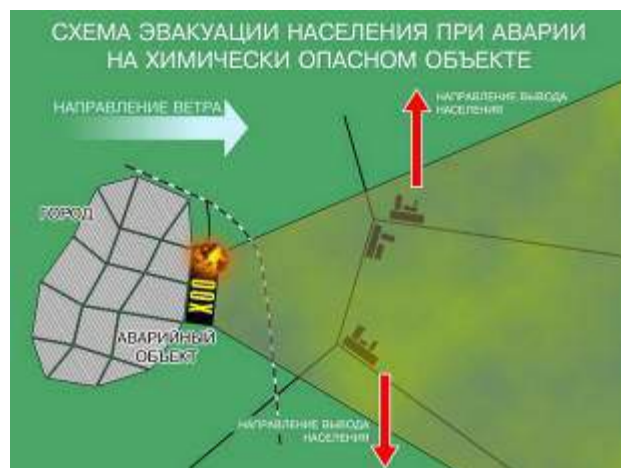 СХЕМА ЭВАКУАЦИИ НАСЕЛЕНИЯ ПРИ АВАРИИ
НА ХИМИЧЕСКИ ОПАСНОМ ОБЪЕКТЕ
НАПРАВЛЕНИЕ ВЫВОДА
НАСЕЛЕНИЯ
НАПРАВЛЕНИЕ ВЕТРА
ГОРОД
ХОО
АВАРИЙНЫЙ
ОБЪЕКТ
НАПРАВЛЕНИЕ ВЫВОДА
НАСЕЛЕНИЯ